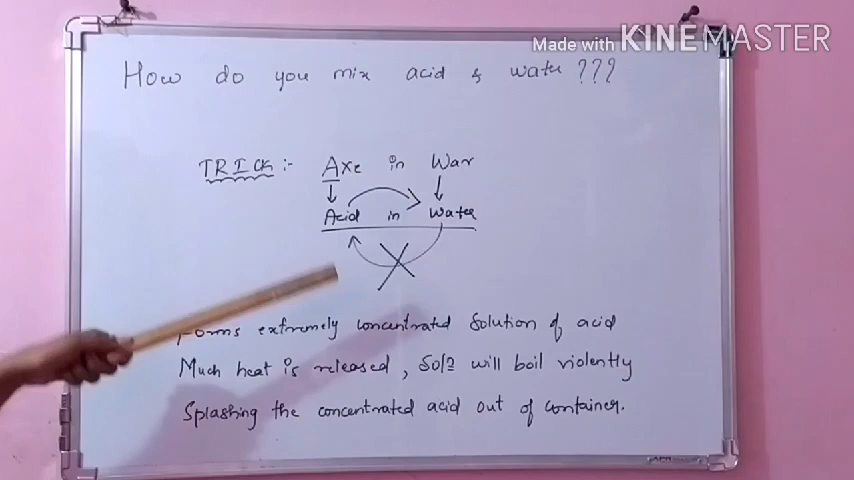 Made with KINEMASTER
How do you mix acid & water ???
TRICK :- Axe in War
Acid in Water
Forms extremely concentrated solution of acid
Much heat is released, Sol? will boil violently
Splashing the concentrated acid out of container.